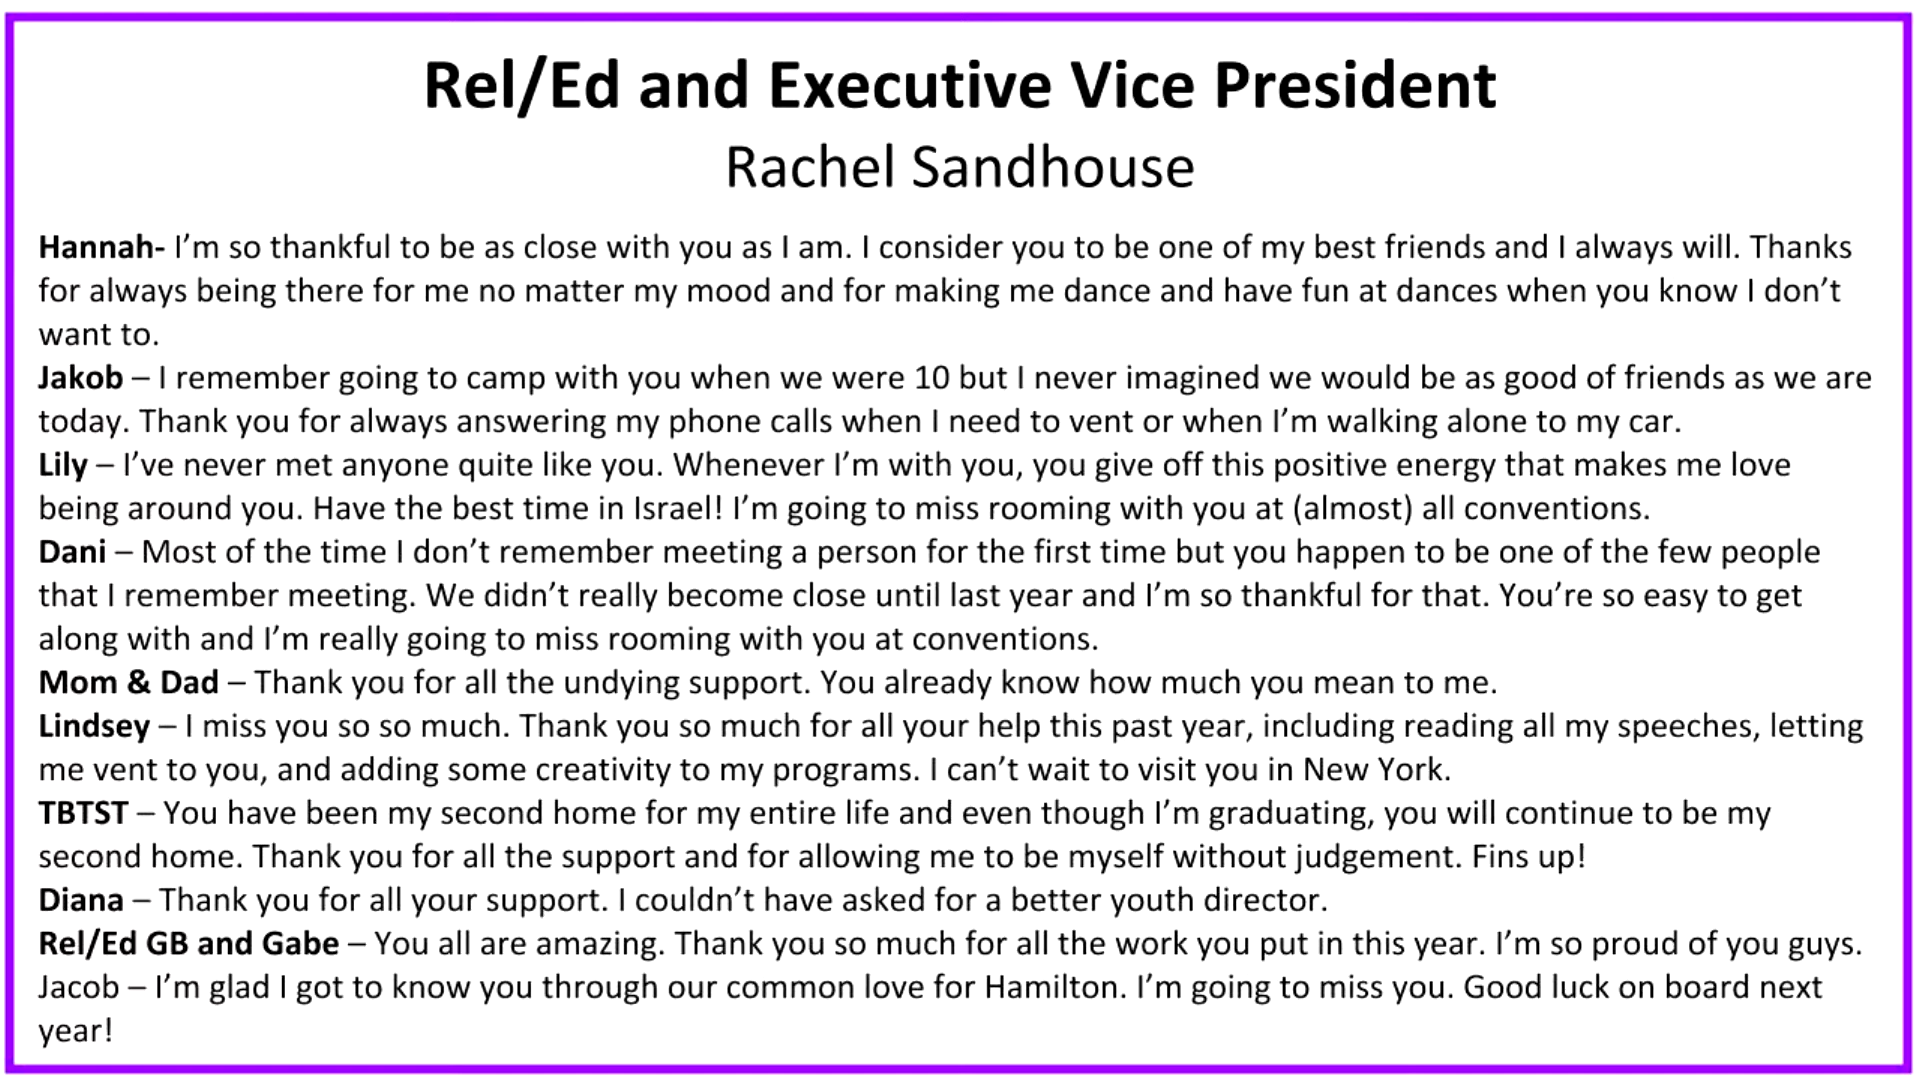 Rel/Ed and Executive Vice President
Rachel Sandhouse
Hannah- I’m so thankful to be as close with you as I am. I consider you to be one of my best friends and I always will. Thanks
for always being there for me no matter my mood and for making me dance and have fun at dances when you know I don’t
want to.
Jakob – I remember going to camp with you when we were 10 but I never imagined we would be as good of friends as we are
today. Thank you for always answering my phone calls when I need to vent or when I’m walking alone to my car.
Lily – I’ve never met anyone quite like you. Whenever I’m with you, you give off this positive energy that makes me love
being around you. Have the best time in Israel! I’m going to miss rooming with you at (almost) all conventions.
Dani – Most of the time I don’t remember meeting a person for the first time but you happen to be one of the few people
that I remember meeting. We didn’t really become close until last year and I’m so thankful for that. You’re so easy to get
along with and I’m really going to miss rooming with you at conventions.
Mom & Dad – Thank you for all the undying support. You already know how much you mean to me.
Lindsey – I miss you so so much. Thank you so much for all your help this past year, including reading all my speeches, letting
me vent to you, and adding some creativity to my programs. I can’t wait to visit you in New York.
TBTST – You have been my second home for my entire life and even though I’m graduating, you will continue to be my
second home. Thank you for all the support and for allowing me to be myself without judgement. Fins up!
Diana – Thank you for all your support. I couldn’t have asked for a better youth director.
Rel/Ed GB and Gabe – You all are amazing. Thank you so much for all the work you put in this year. I’m so proud of you guys.
Jacob – I’m glad I got to know you through our common love for Hamilton. I’m going to miss you. Good luck on board next
year!